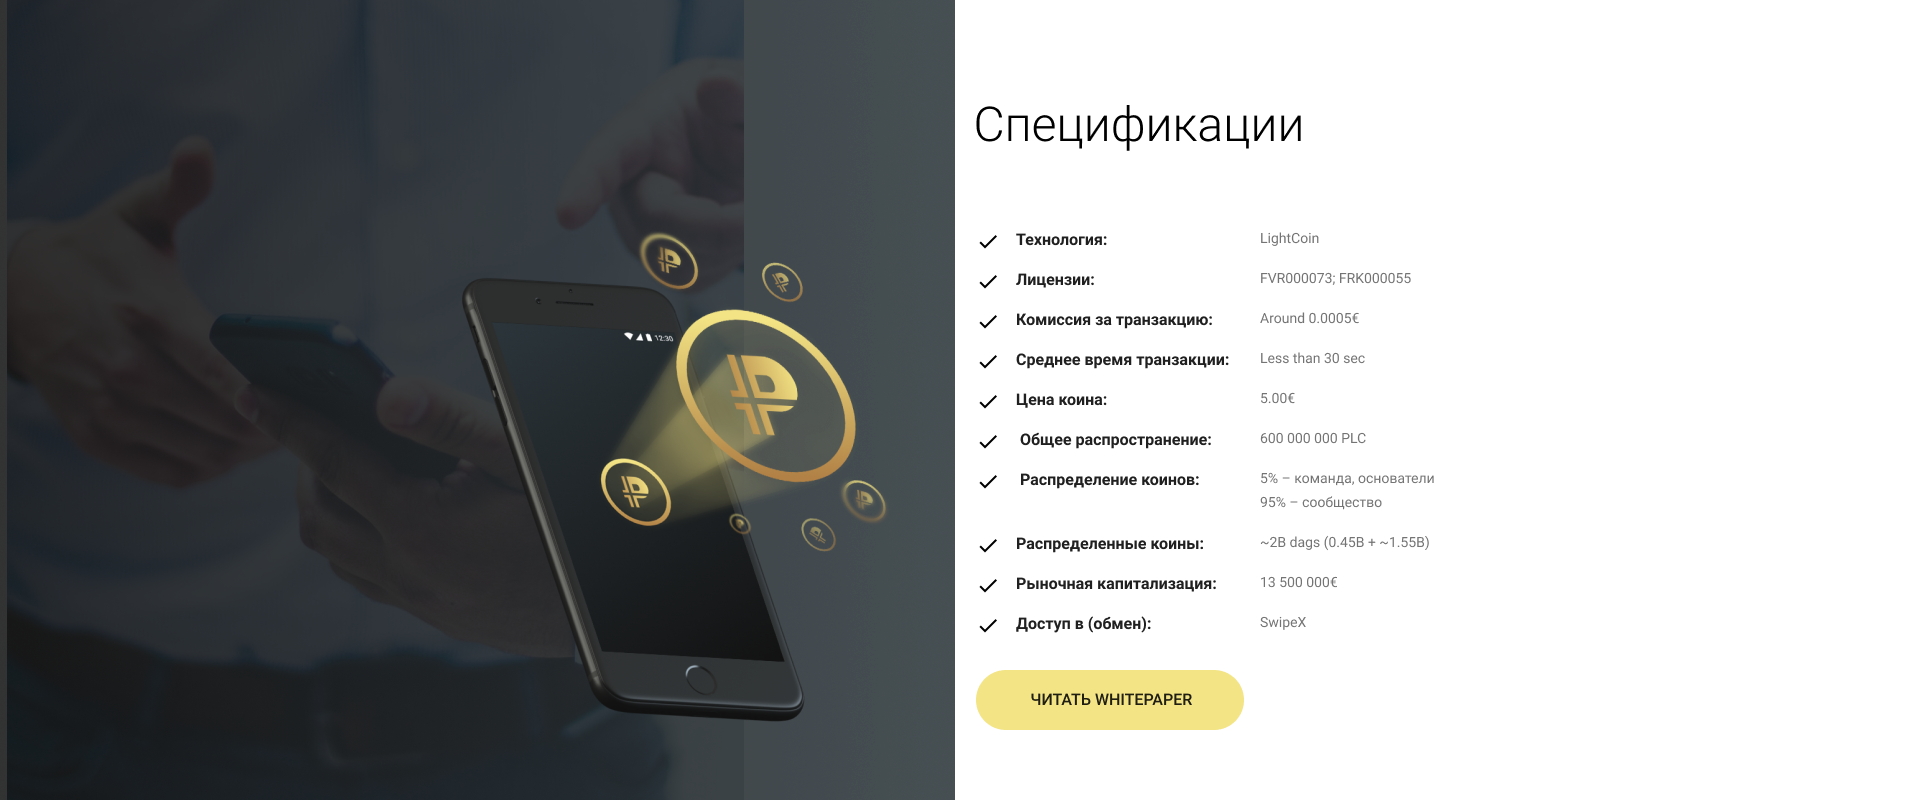 Спецификации
Технология: LightCoin
Лицензии: FVR000073; FRK000055
Комиссия за транзакцию: Around 0.0005€
Среднее время транзакции: Less than 30 sec
Цена коина: 5.00€
Общее распространение: 600 000 000 PLC
Распределение коинов: 5% – команда, основатели
95% – сообщество
Распределенные коины: ~2B dags (0.45B + ~1.55B)
Рыночная капитализация: 13 500 000€
Доступ в (обмен): SwipeX
ЧИТАТЬ WHITEPAPER
12:30